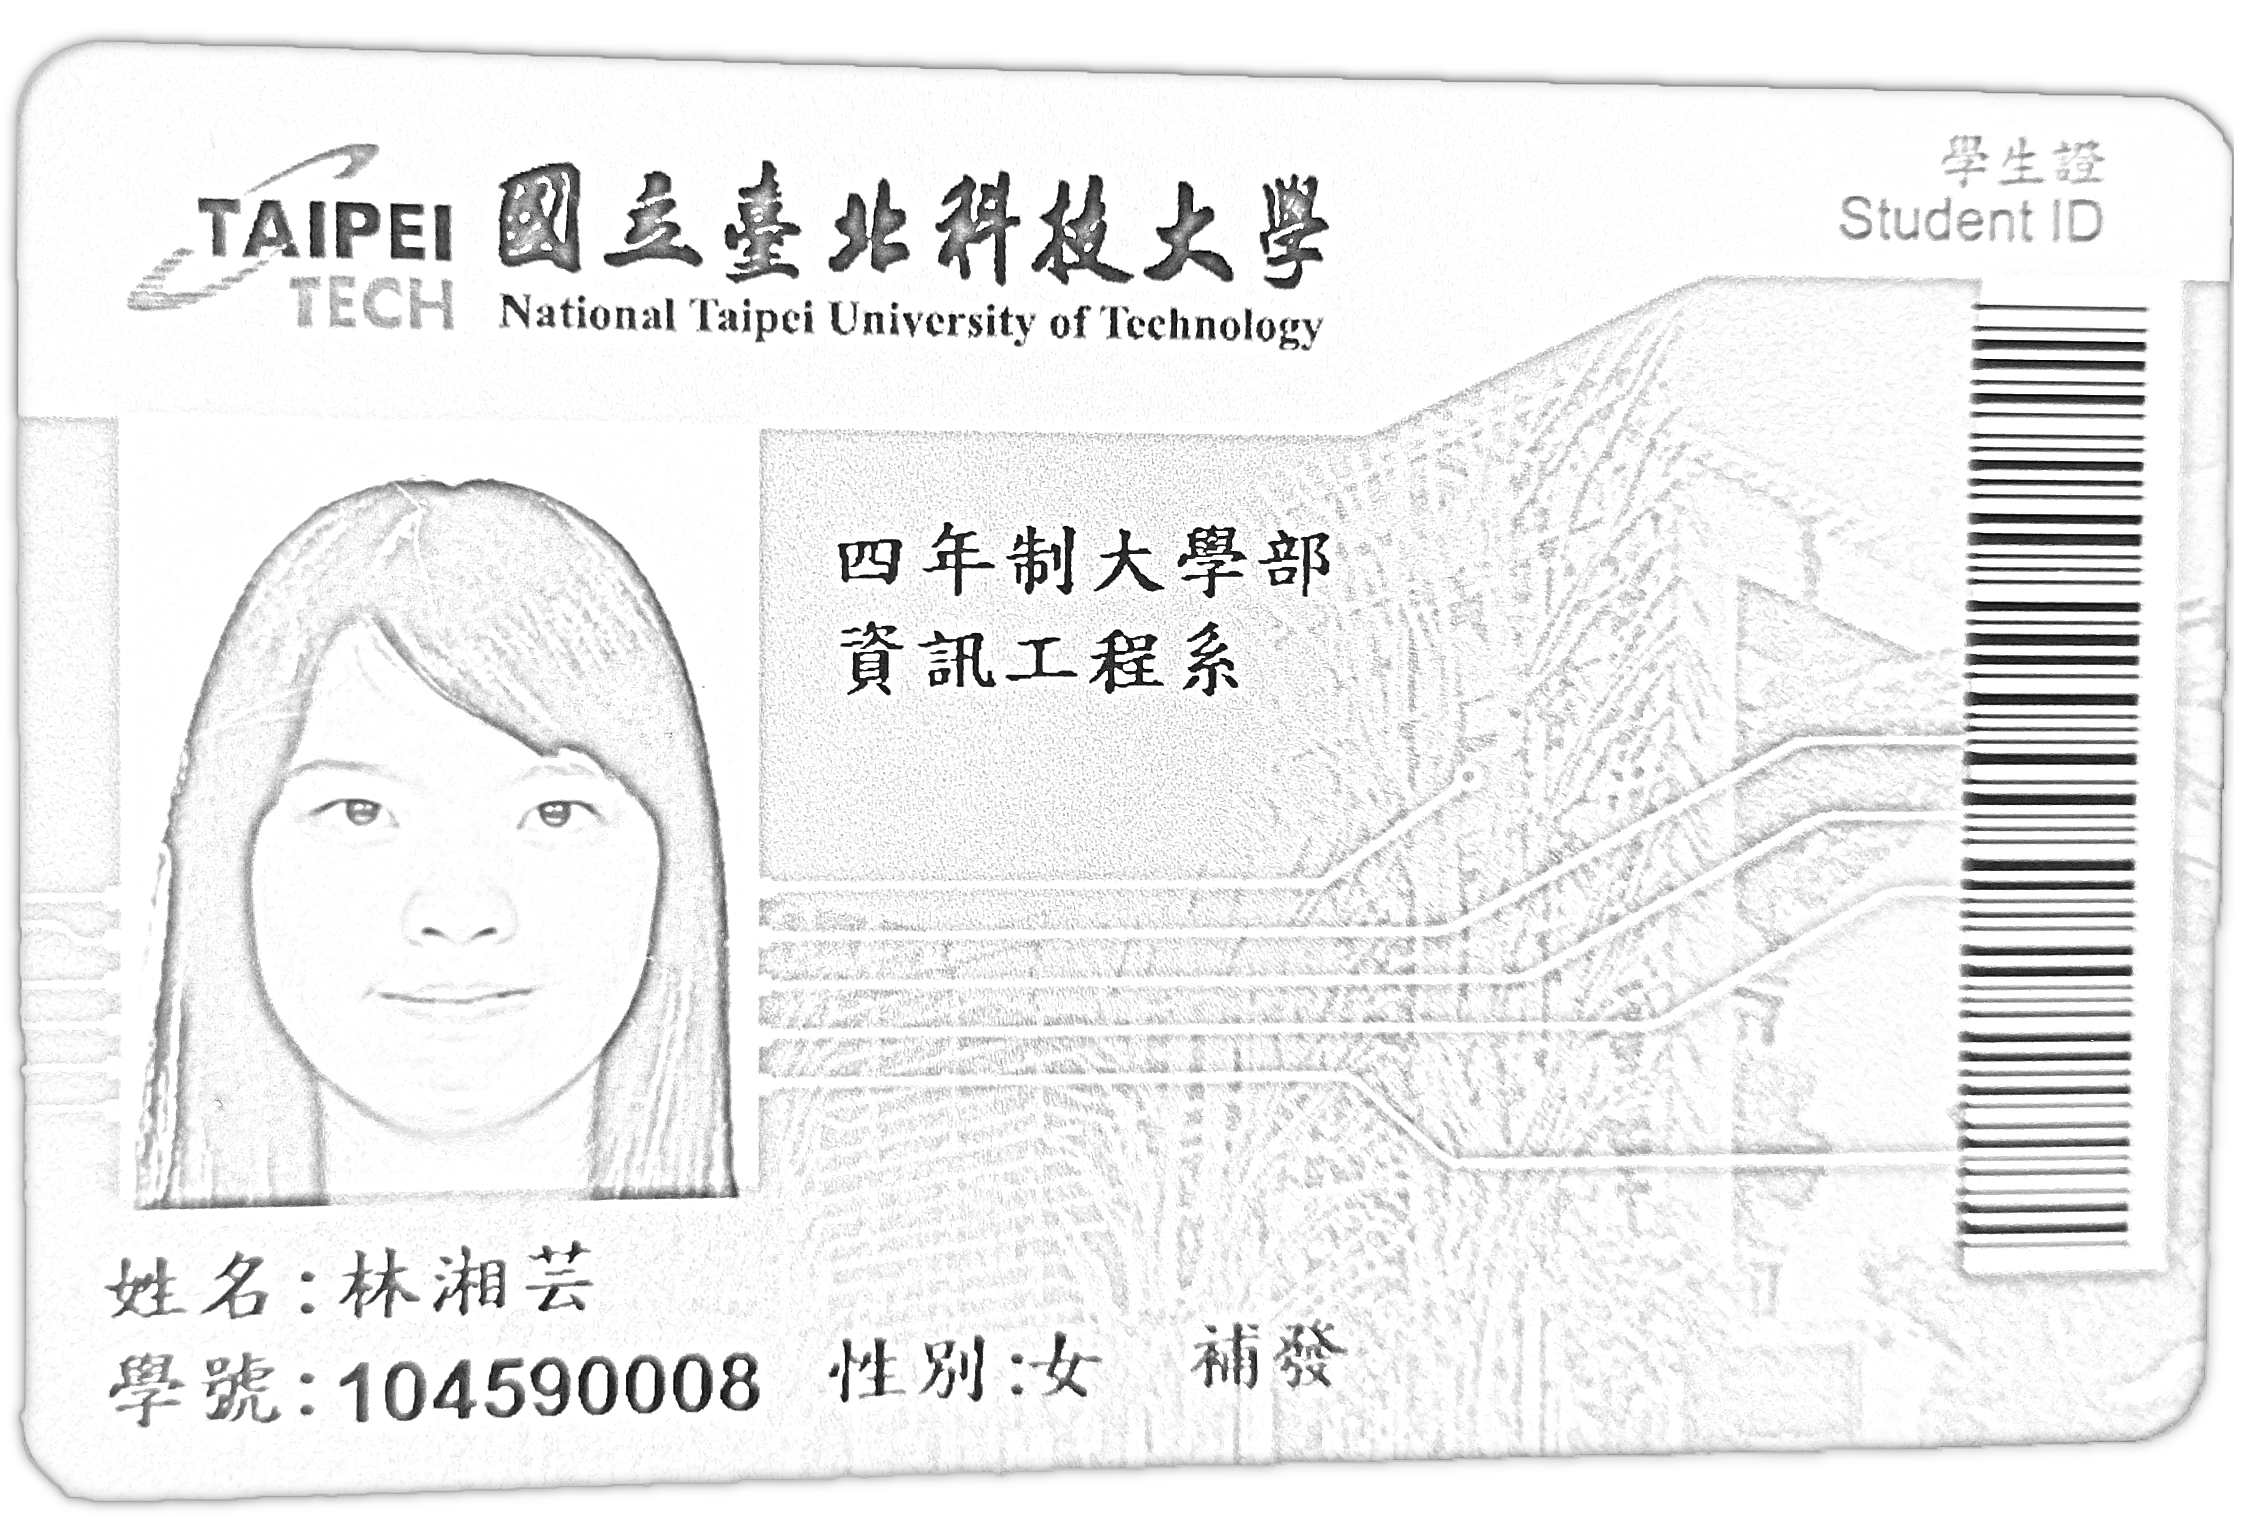 TAIPEI
TECH
國立臺北科技大學
National Taipei University of Technology
學生證
Student ID
四年制大學部
資訊工程系
姓名:林湘芸
學號:104590008 性別:女 補發